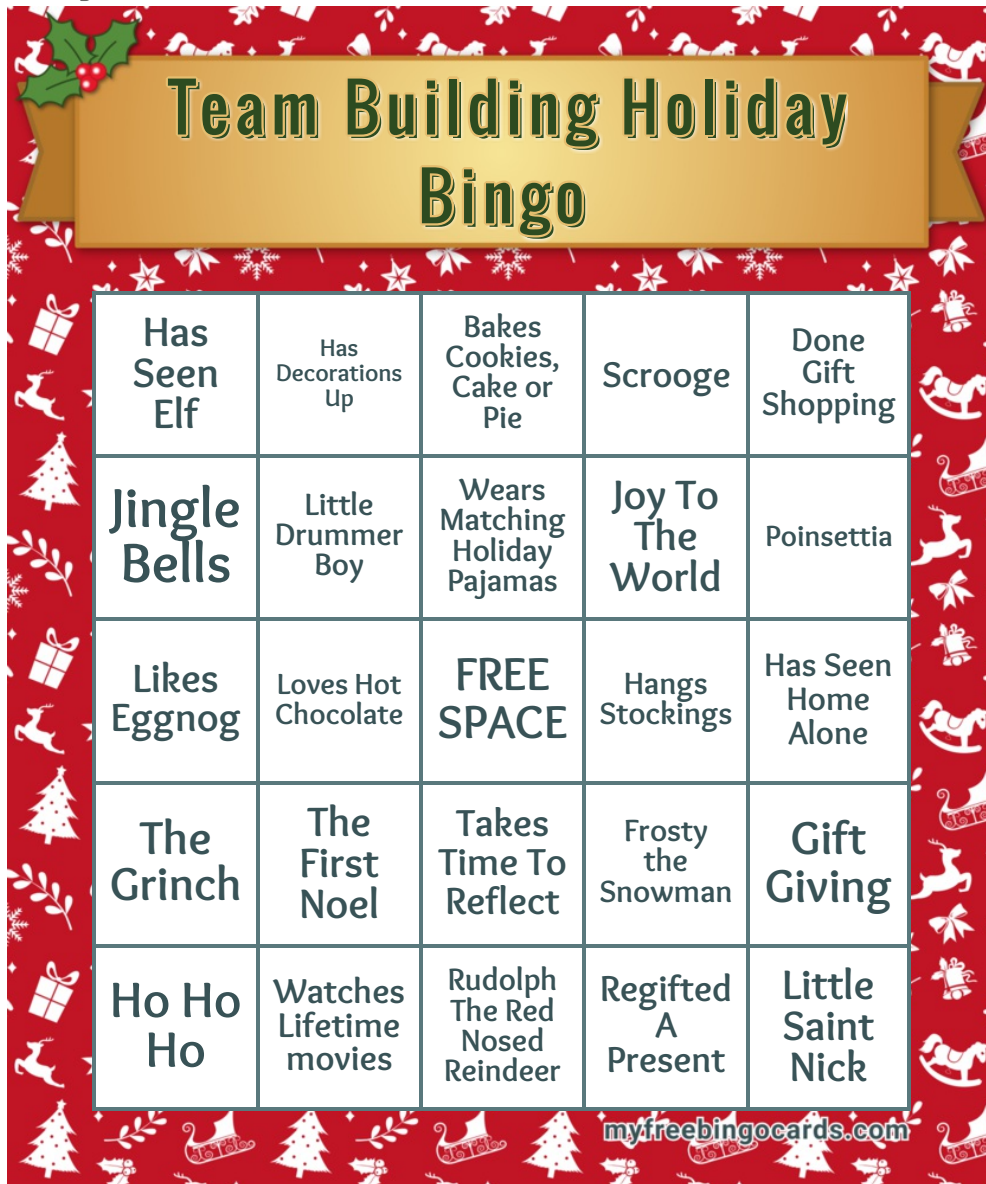 Team Building Holiday
Bingo
Has
Seen
Elf
Has
Decorations
Up
Bakes
Cookies,
Cake or
Pie
Scrooge
Done
Gift
Shopping
Jingle
Bells
Little
Drummer
Boy
Wears
Matching
Holiday
Pajamas
Joy To
The
World
Poinsettia
Likes
Eggnog
Loves Hot
Chocolate
FREE
SPACE
Hangs
Stockings
Has Seen
Home
Alone
The
Grinch
The
First
Noel
Takes
Time To
Reflect
Frosty
the
Snowman
Gift
Giving
Ho Ho
Ho
Watches
Lifetime
movies
Rudolph
The Red
Nosed
Reindeer
Regifted
A
Present
Little
Saint
Nick
myfreebingocards.com